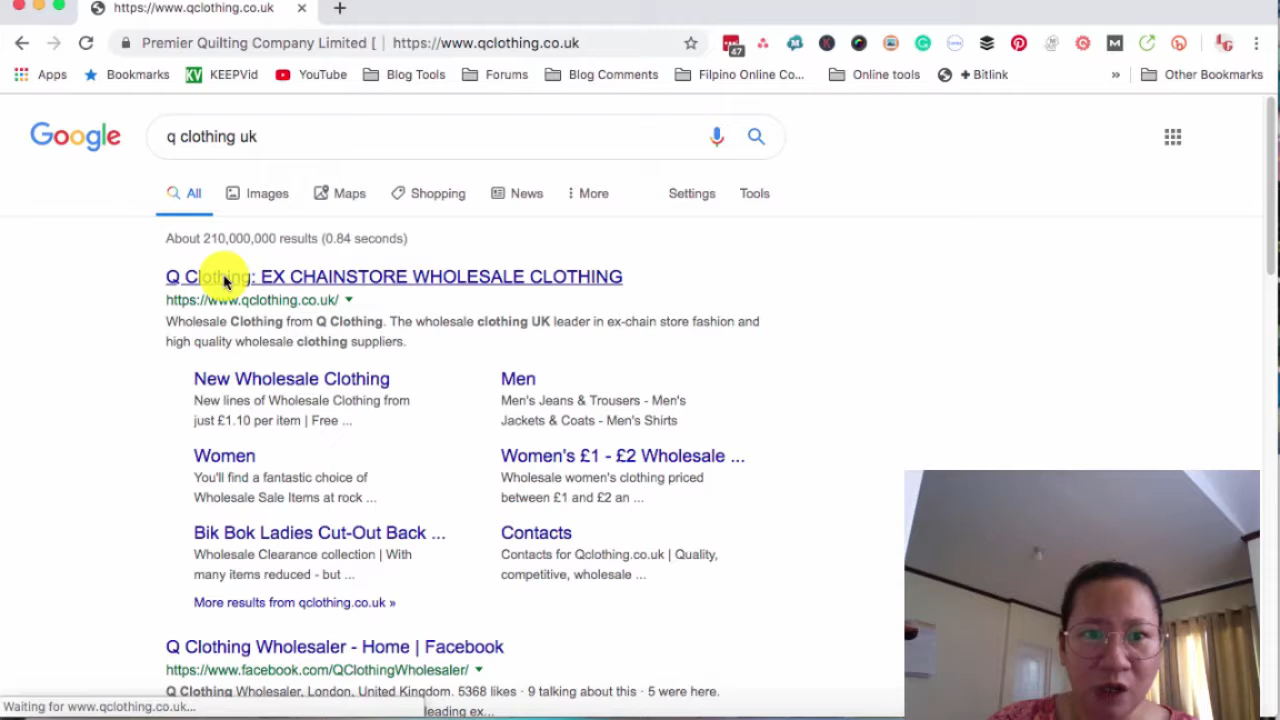 https://www.qclothing.co.uk
Premier Quilting Company Limited [ https://www.qclothing.co.uk
47
Apps Bookmarks KV KEEPVid YouTube Blog Tools Forums Blog Comments Filpino Online Co... Online tools + Bitlink » Other Bookmarks
Google
q clothing uk
All Images Maps Shopping News More Settings Tools
About 210,000,000 results (0.84 seconds)
Q Clothing: EX CHAINSTORE WHOLESALE CLOTHING
https://www.qclothing.co.uk/
Wholesale Clothing from Q Clothing. The wholesale clothing UK leader in ex-chain store fashion and
high quality wholesale clothing suppliers.
New Wholesale Clothing
New lines of Wholesale Clothing from
just £1.10 per item | Free ...
Men
Men's Jeans & Trousers - Men's
Jackets & Coats - Men's Shirts
Women
You'll find a fantastic choice of
Wholesale Sale Items at rock ...
Women's £1 - £2 Wholesale ...
Wholesale women's clothing priced
between £1 and £2 an ...
Bik Bok Ladies Cut-Out Back ...
Wholesale Clearance collection | With
many items reduced - but ...
Contacts
Contacts for Qclothing.co.uk | Quality,
competitive, wholesale ...
More results from qclothing.co.uk »
Q Clothing Wholesaler - Home | Facebook
https://www.facebook.com/QClothingWholesaler/
Q Clothing Wholesaler, London, United Kingdom. 5368 likes · 9 talking about this · 5 were here.
leading ex...
Waiting for www.qclothing.co.uk...